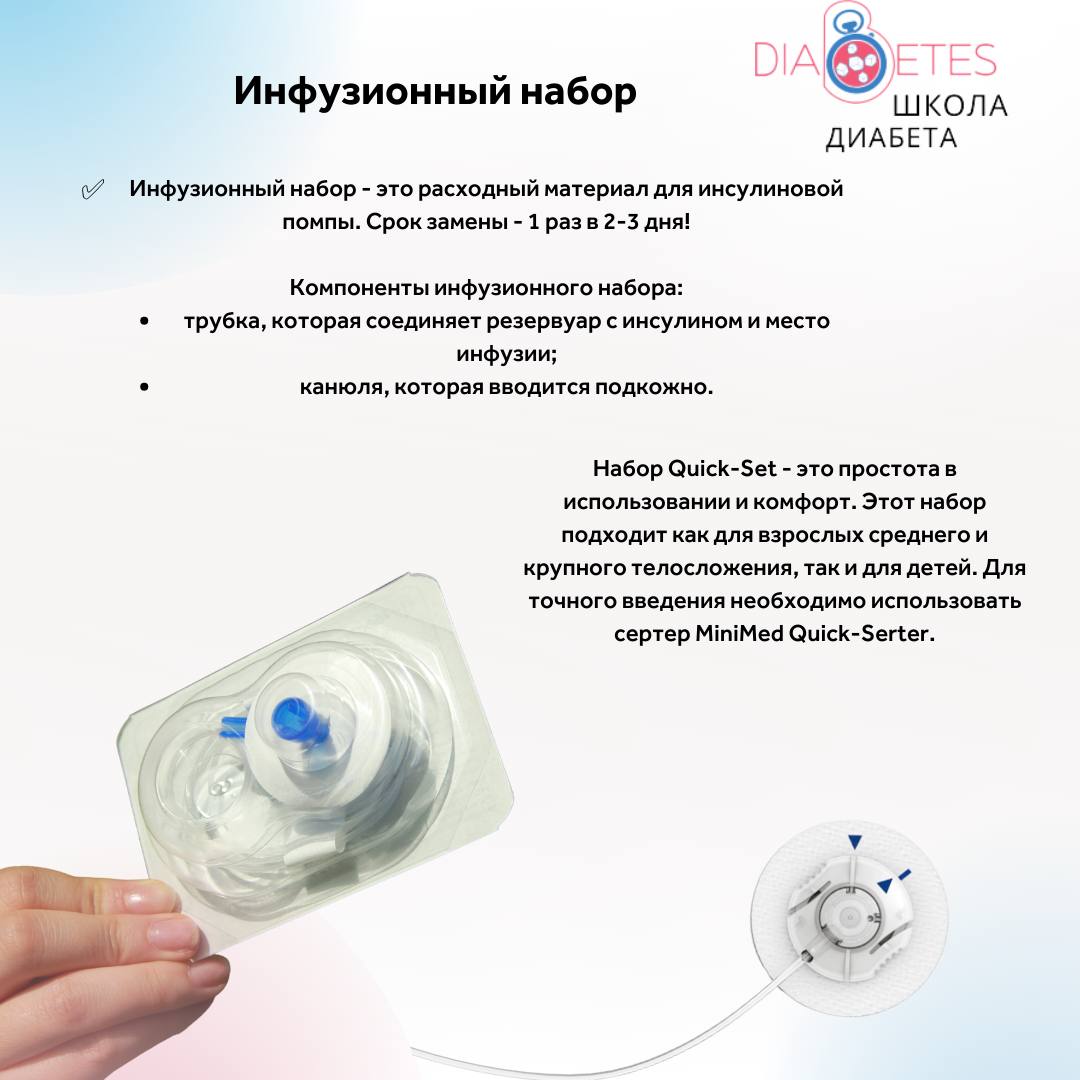 DIABETES
ШКОЛА
ДИАБЕТА
Инфузионный набор
✅ Инфузионный набор - это расходный материал для инсулиновой
помпы. Срок замены - 1 раз в 2-3 дня!
Компоненты инфузионного набора:
• трубка, которая соединяет резервуар с инсулином и место
инфузии;
• канюля, которая вводится подкожно.
Набор Quick-Set - это простота в
использовании и комфорт. Этот набор
подходит как для взрослых среднего и
крупного телосложения, так и для детей. Для
точного введения необходимо использовать
сертер MiniMed Quick-Serter.